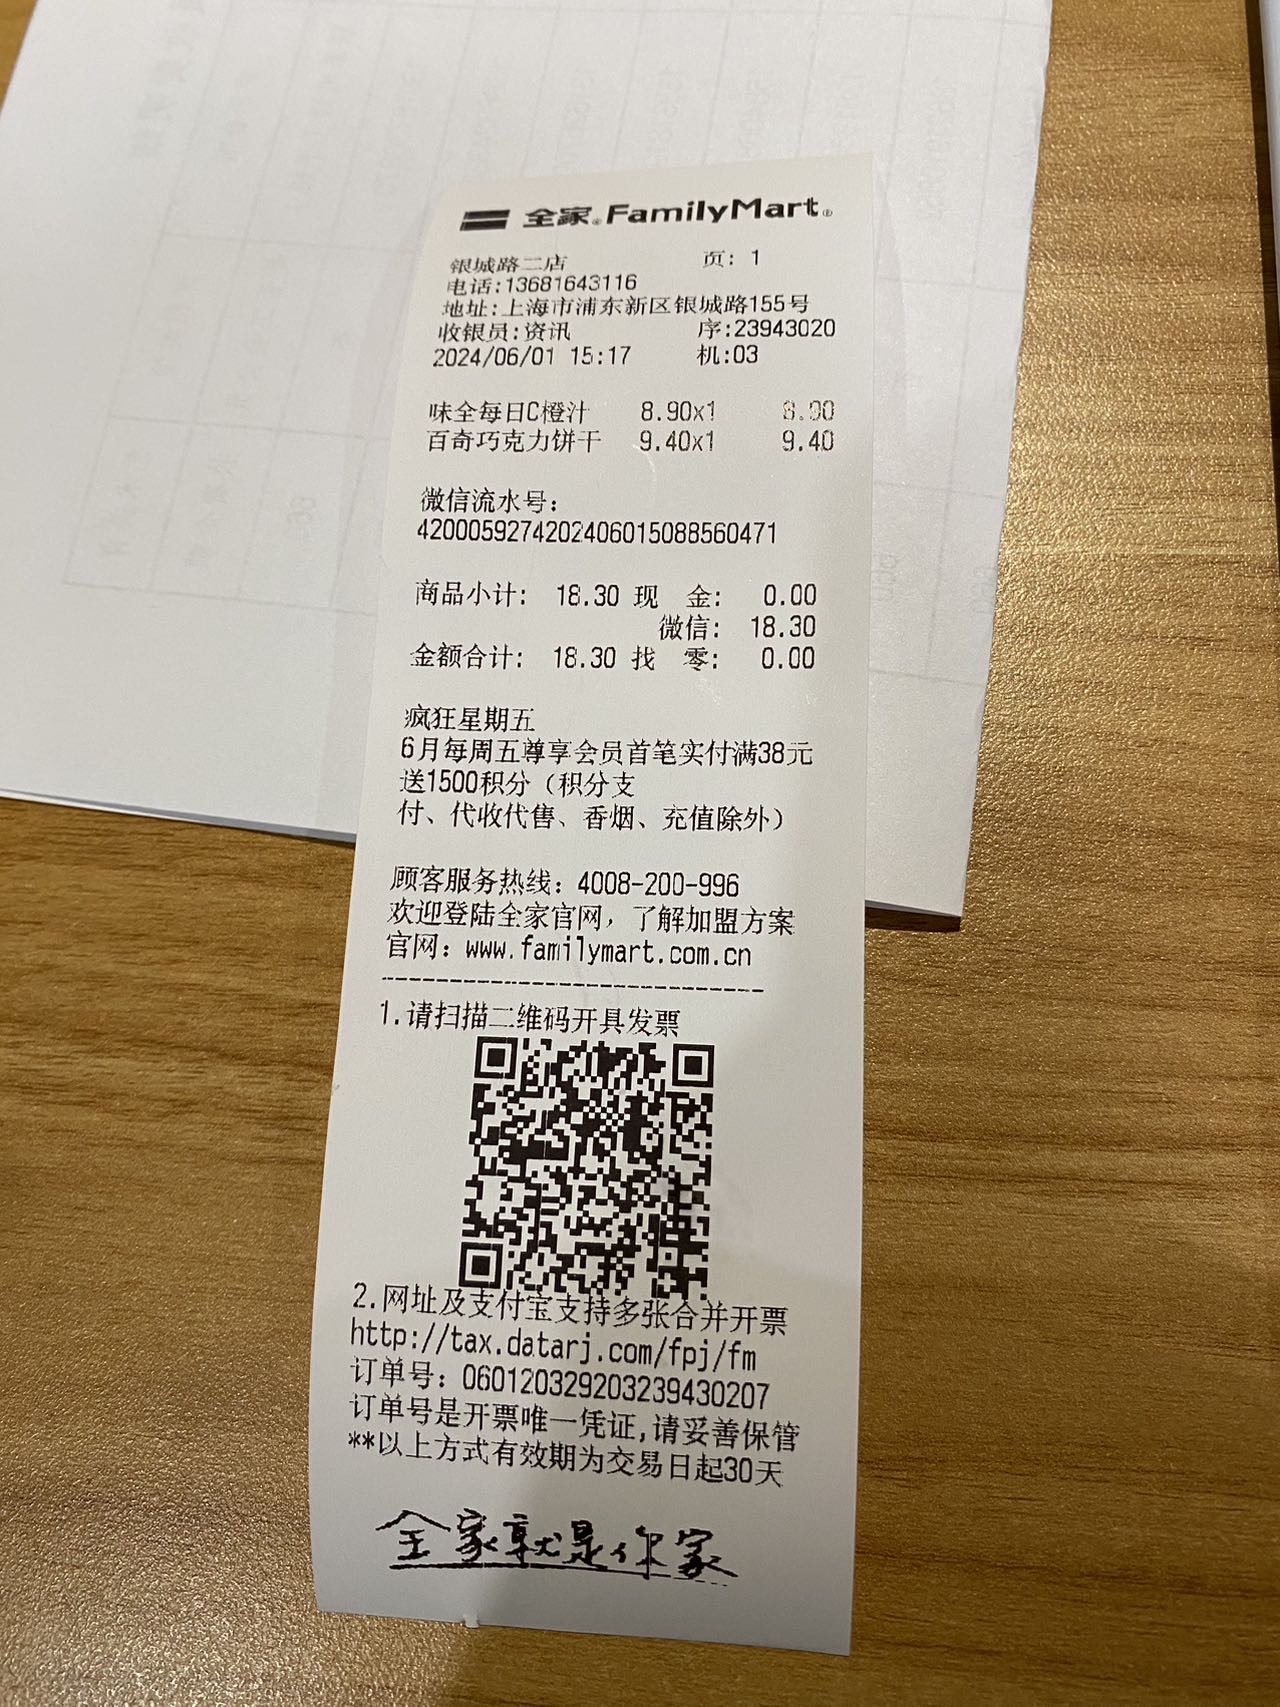 全家 FamilyMart
银城路二店 页: 1
电话:13681643116
地址:上海市浦东新区银城路155号
收银员:资讯 序:23943020
2024/06/01 15:17 机:03
味全每日C橙汁 8.90x1 8.90
百奇巧克力饼干 9.40x1 9.40
微信流水号:
4200059274202406015088560471
商品小计: 18.30 现 金: 0.00
微信: 18.30
金额合计: 18.30 找 零: 0.00
疯狂星期五
6月每周五尊享会员首笔实付满38元
送1500积分（积分支
付、代收代售、香烟、充值除外）
顾客服务热线: 4008-200-996
欢迎登陆全家官网，了解加盟方案
官网: www.familymart.com.cn
------------------------------
1.请扫描二维码开具发票
2.网址及支付宝支持多张合并开票
http://tax.datarj.com/fpj/fm
订单号: 060120329203239430207
订单号是开票唯一凭证,请妥善保管
**以上方式有效期为交易日起30天
全家就是你家